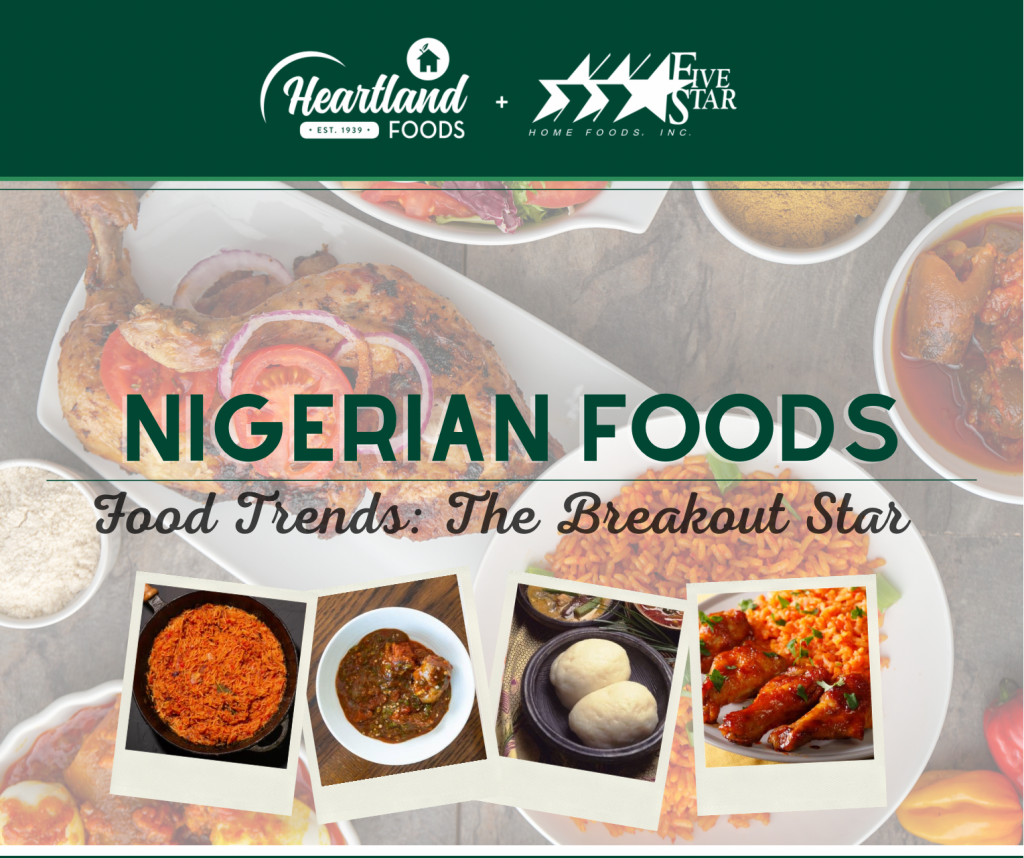 Heartland
• EST. 1939 •
FOODS
+
FIVE
STAR
HOME FOODS, INC.
NIGERIAN FOODS
Food Trends: The Breakout Star